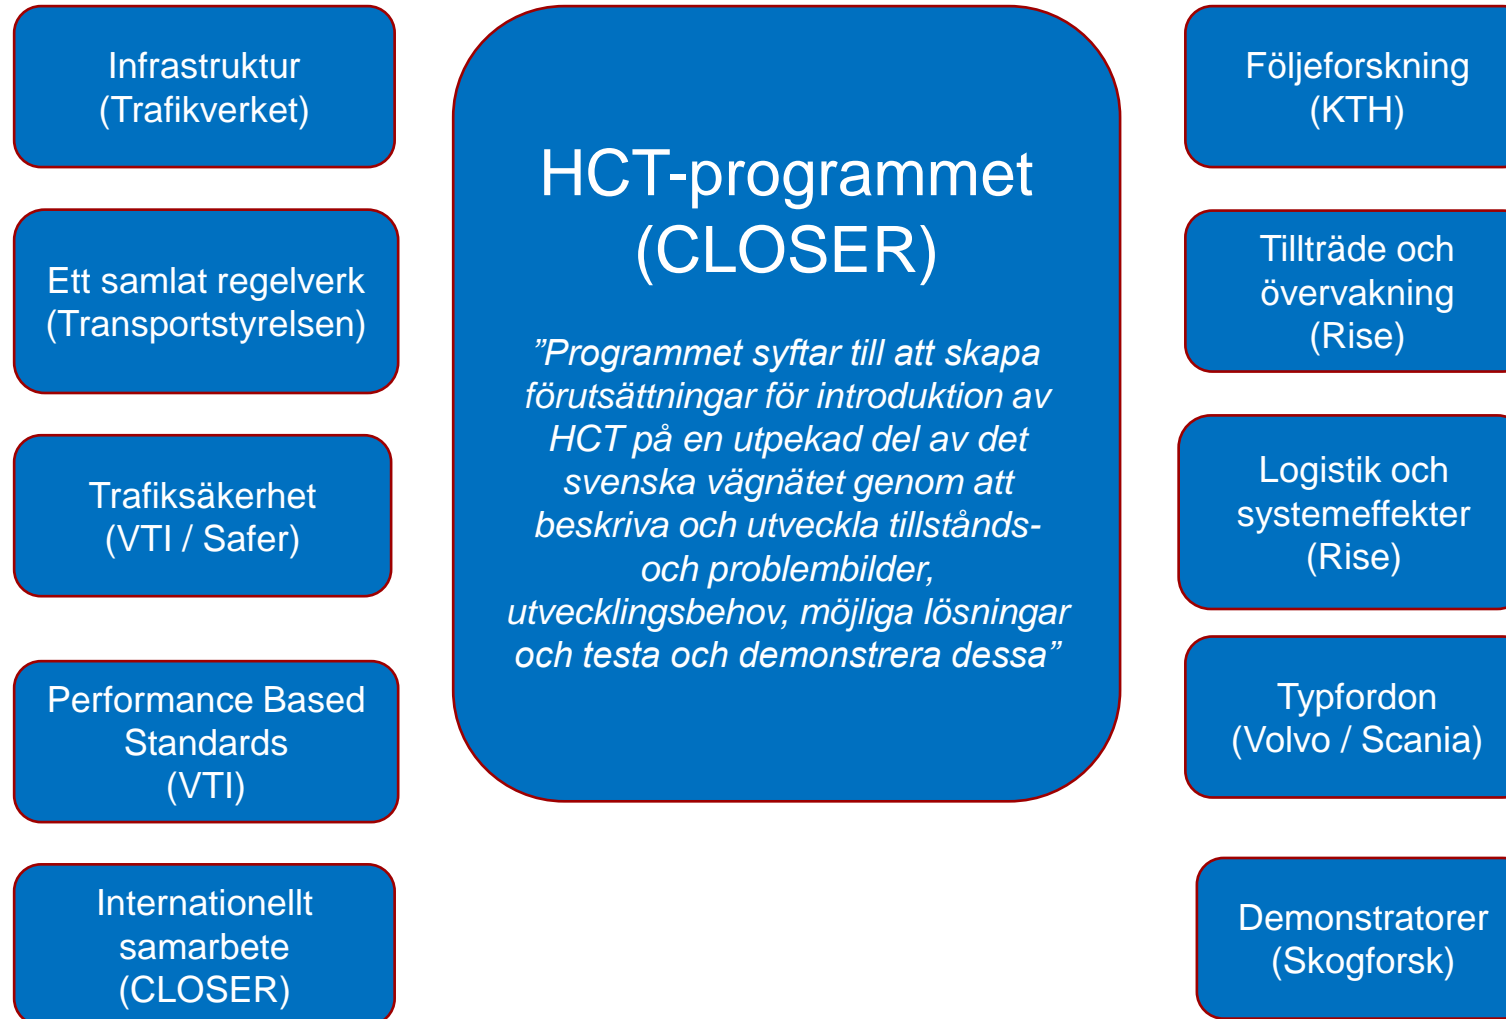 Infrastruktur
(Trafikverket)
Ett samlat regelverk
(Transportstyrelsen)
Trafiksäkerhet
(VTI / Safer)
Performance Based
Standards
(VTI)
Internationellt
samarbete
(CLOSER)
HCT-programmet
(CLOSER)
”Programmet syftar till att skapa
förutsättningar för introduktion av
HCT på en utpekad del av det
svenska vägnätet genom att
beskriva och utveckla tillstånds-
och problembilder,
utvecklingsbehov, möjliga lösningar
och testa och demonstrera dessa”
Följeforskning
(KTH)
Tillträde och
övervakning
(Rise)
Logistik och
systemeffekter
(Rise)
Typfordon
(Volvo / Scania)
Demonstratorer
(Skogforsk)